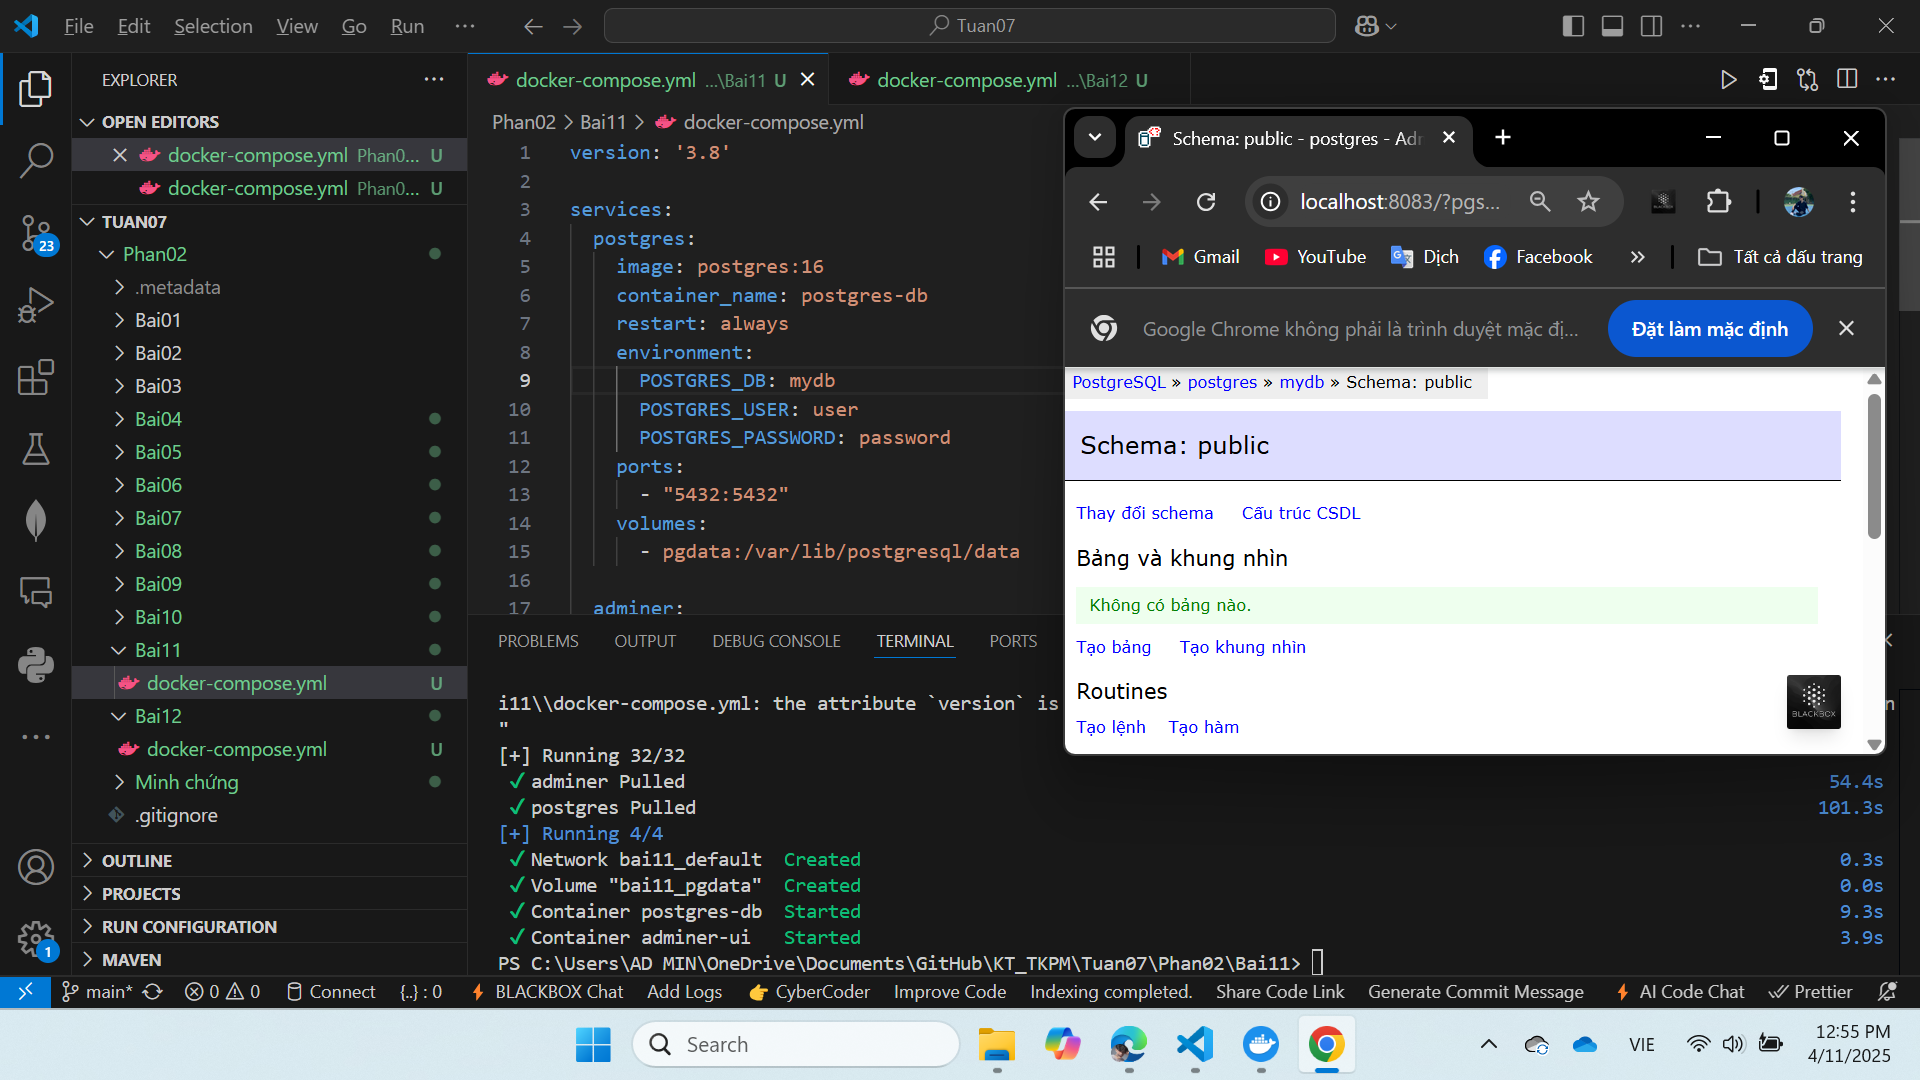 File Edit Selection View Go Run
Tuan07
EXPLORER
OPEN EDITORS
docker-compose.yml Phan0... U
docker-compose.yml Phan0... U
TUAN07
Phan02
.metadata
Bai01
Bai02
Bai03
Bai04
Bai05
Bai06
Bai07
Bai08
Bai09
Bai10
Bai11
docker-compose.yml U
Bai12
docker-compose.yml U
Minh chứng
.gitignore
OUTLINE
PROJECTS
RUN CONFIGURATION
MAVEN
23
1
docker-compose.yml ...\Bai11 U
docker-compose.yml ...\Bai12 U
Phan02 > Bai11 > docker-compose.yml
1 version: '3.8'
2
3 services:
4 postgres:
5 image: postgres:16
6 container_name: postgres-db
7 restart: always
8 environment:
9 POSTGRES_DB: mydb
10 POSTGRES_USER: user
11 POSTGRES_PASSWORD: password
12 ports:
13 - "5432:5432"
14 volumes:
15 - pgdata:/var/lib/postgresql/data
16
17 adminer:
PROBLEMS OUTPUT DEBUG CONSOLE TERMINAL PORTS
i11\\docker-compose.yml: the attribute `version` is
n
"
[+] Running 32/32
✓ adminer Pulled 54.4s
✓ postgres Pulled 101.3s
[+] Running 4/4
✓ Network bai11_default Created 0.3s
✓ Volume "bai11_pgdata" Created 0.0s
✓ Container postgres-db Started 9.3s
✓ Container adminer-ui Started 3.9s
PS C:\Users\AD MIN\OneDrive\Documents\GitHub\KT_TKPM\Tuan07\Phan02\Bai11>
Schema: public - postgres - Adr
localhost:8083/?pgs...
Gmail YouTube Dịch Facebook » Tất cả dấu trang
Google Chrome không phải là trình duyệt mặc đị... Đặt làm mặc định
PostgreSQL » postgres » mydb » Schema: public
Schema: public
Thay đổi schema Cấu trúc CSDL
Bảng và khung nhìn
Không có bảng nào.
Tạo bảng Tạo khung nhìn
Routines
Tạo lệnh Tạo hàm
BLACKBOX
main* 0 0 Connect {..} : 0 BLACKBOX Chat Add Logs CyberCoder Improve Code Indexing completed. Share Code Link Generate Commit Message AI Code Chat Prettier
Search
VIE
12:55 PM
4/11/2025